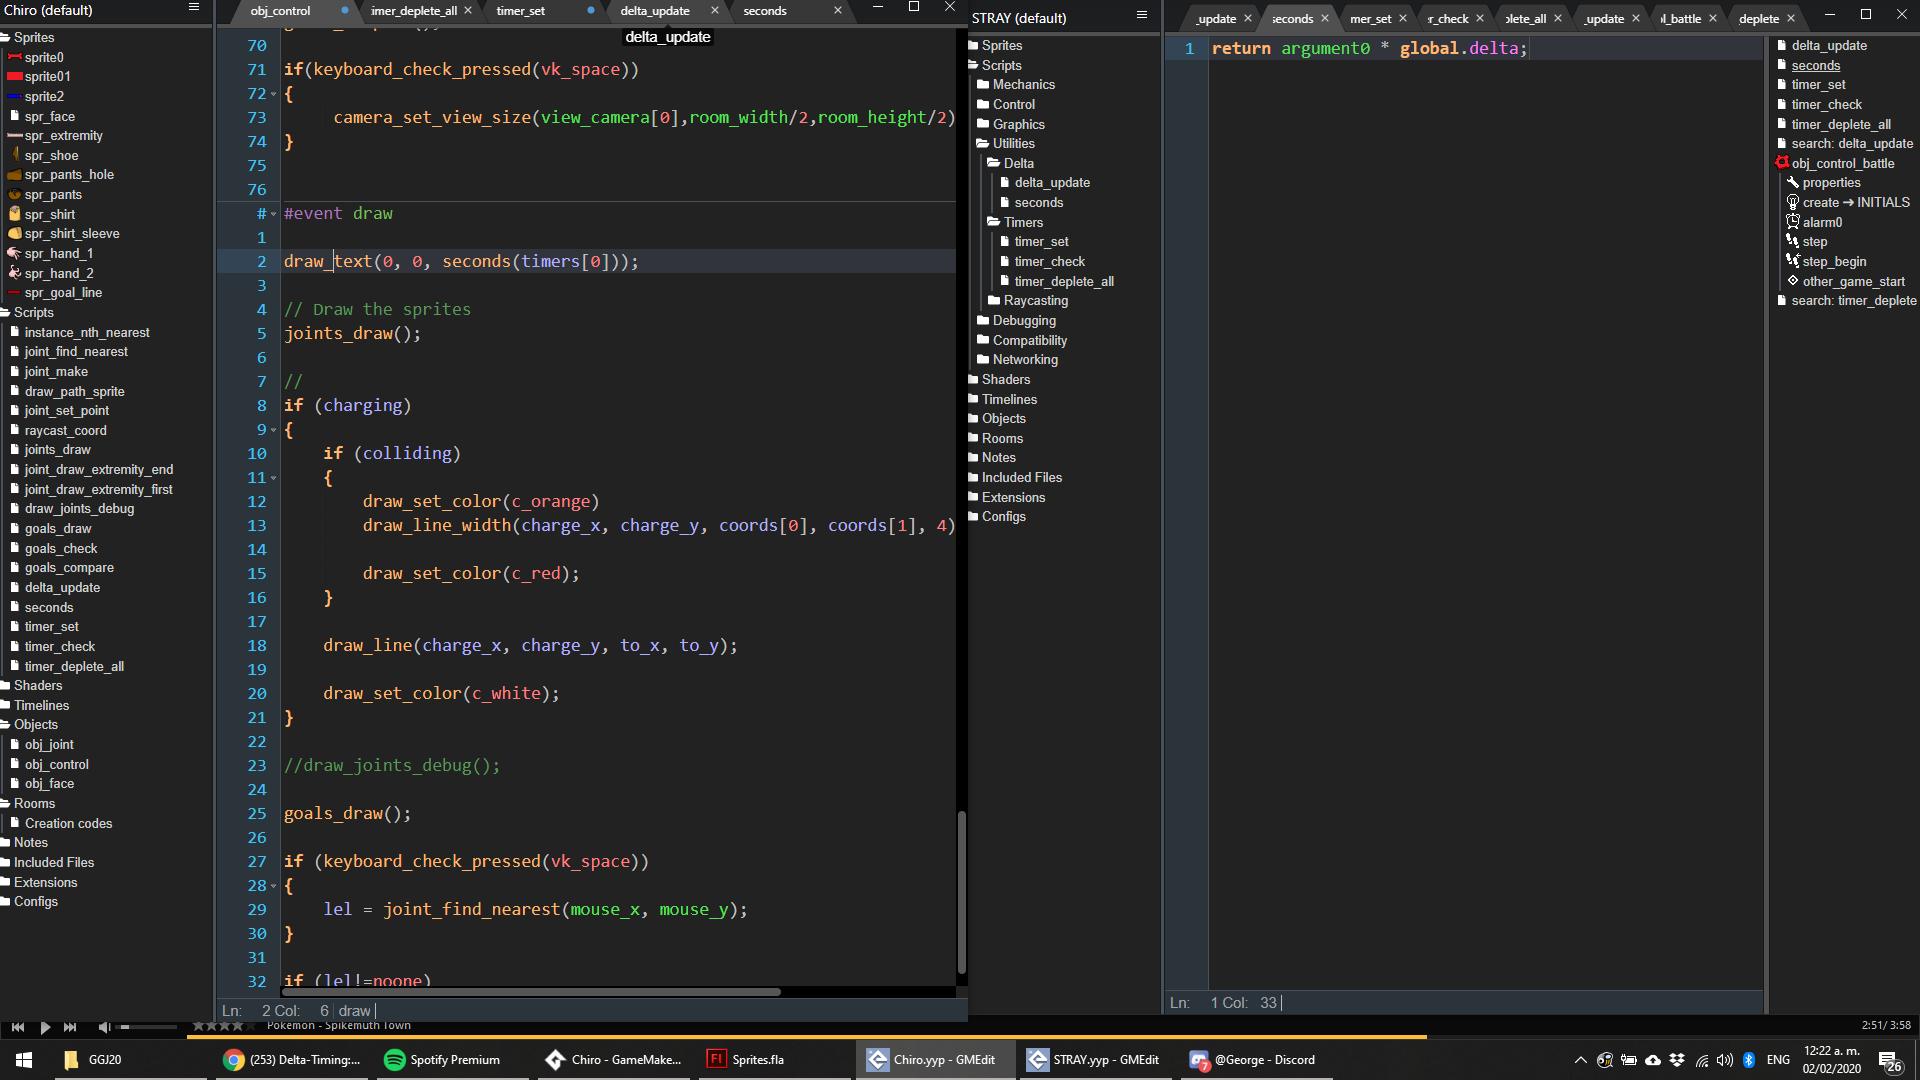 Chiro (default)
Sprites
sprite0
sprite01
sprite2
spr_face
spr_extremity
spr_shoe
spr_pants_hole
spr_pants
spr_shirt
spr_shirt_sleeve
spr_hand_1
spr_hand_2
spr_goal_line
Scripts
instance_nth_nearest
joint_find_nearest
joint_make
draw_path_sprite
joint_set_point
raycast_coord
joints_draw
joint_draw_extremity_end
joint_draw_extremity_first
draw_joints_debug
goals_draw
goals_check
goals_compare
delta_update
seconds
timer_set
timer_check
timer_deplete_all
Shaders
Timelines
Objects
obj_joint
obj_control
obj_face
Rooms
Creation codes
Notes
Included Files
Extensions
Configs
obj_control
imer_deplete_all
timer_set
delta_update
seconds
delta_update
70
71 if(keyboard_check_pressed(vk_space))
72 {
73 camera_set_view_size(view_camera[0],room_width/2,room_height/2)
74 }
75
76
# #event draw
1
2 draw_text(0, 0, seconds(timers[0]));
3
4 // Draw the sprites
5 joints_draw();
6
7 //
8 if (charging)
9 {
10 if (colliding)
11 {
12 draw_set_color(c_orange)
13 draw_line_width(charge_x, charge_y, coords[0], coords[1], 4)
14
15 draw_set_color(c_red);
16 }
17
18 draw_line(charge_x, charge_y, to_x, to_y);
19
20 draw_set_color(c_white);
21 }
22
23 //draw_joints_debug();
24
25 goals_draw();
26
27 if (keyboard_check_pressed(vk_space))
28 {
29 lel = joint_find_nearest(mouse_x, mouse_y);
30 }
31
32 if (lel!=noone)
Ln: 2 Col: 6 draw
STRAY (default)
Sprites
Scripts
Mechanics
Control
Graphics
Utilities
Delta
delta_update
seconds
Timers
timer_set
timer_check
timer_deplete_all
Raycasting
Debugging
Compatibility
Networking
Shaders
Timelines
Objects
Rooms
Notes
Included Files
Extensions
Configs
_update
seconds
mer_set
r_check
plete_all
_update
l_battle
deplete
1 return argument0 * global.delta;
Ln: 1 Col: 33
delta_update
seconds
timer_set
timer_check
timer_deplete_all
search: delta_update
obj_control_battle
properties
create → INITIALS
alarm0
step
step_begin
other_game_start
search: timer_deplete
Pokémon - Spikemuth Town
2:51/ 3:58
GGJ20
(253) Delta-Timing:...
Spotify Premium
Chiro - GameMake...
Fl
Sprites.fla
Chiro.yyp - GMEdit
STRAY.yyp - GMEdit
7
@George - Discord
ENG
12:22 a. m.
02/02/2020
26